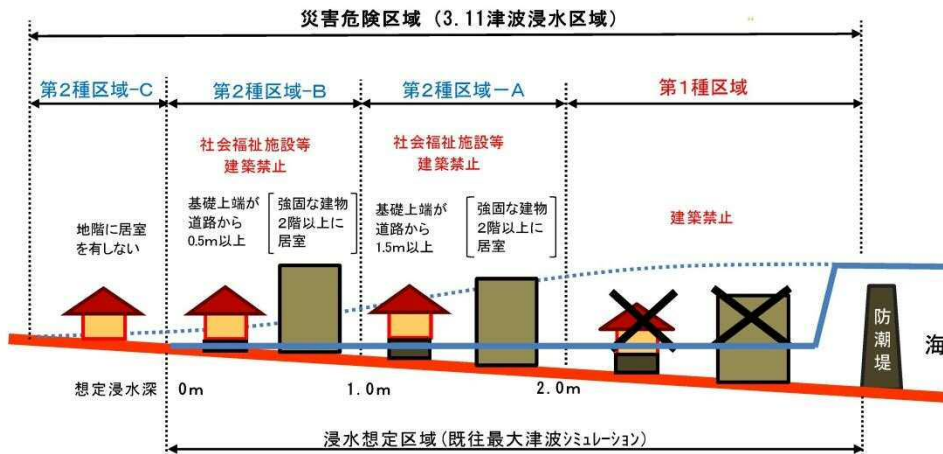 災害危険区域（3.11津波浸水区域）
第2種区域-C
第2種区域-B
第2種区域－A
第1種区域
社会福祉施設等
建築禁止
社会福祉施設等
建築禁止
建築禁止
地階に居室
を有しない
基礎上端が
道路から
0.5m以上
強固な建物
2階以上に
居室
基礎上端が
道路から
1.5m以上
強固な建物
2階以上に
居室
防潮堤
海
想定浸水深 0m 1.0m 2.0m
浸水想定区域(既往最大津波ｼﾐｭﾚｰｼｮﾝ)